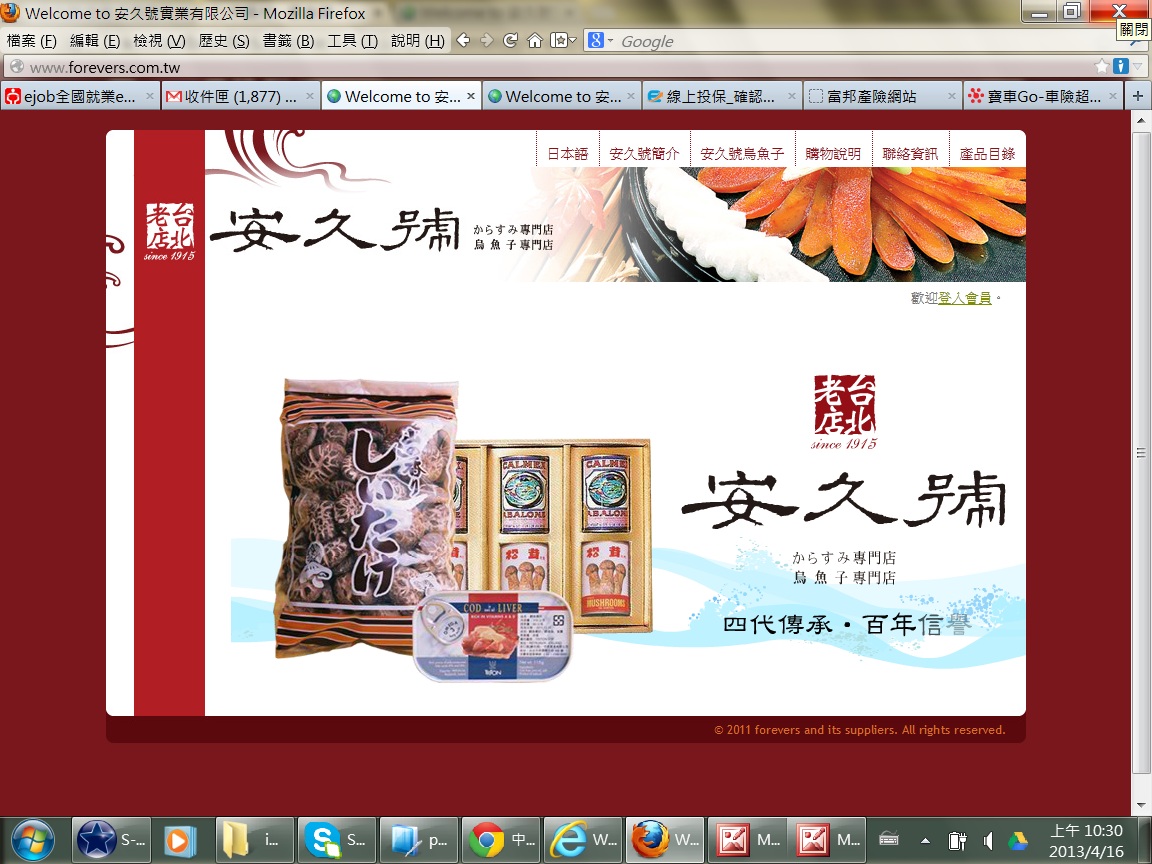 Welcome to 安久號實業有限公司 - Mozilla Firefox
關閉
檔案 (F) 編輯 (E) 檢視 (V) 歷史 (S) 書籤 (B) 工具 (T) 說明 (H) Google
www.forevers.com.tw
ejob全國就業e... 收件匣 (1,877) ... Welcome to 安... Welcome to 安... 線上投保_確認... 富邦產險網站 寶車Go-車險超...
日本語 安久號簡介 安久號烏魚子 購物說明 聯絡資訊 產品目錄
台北老店
since 1915
安久號
からすみ專門店
烏魚子專門店
歡迎登入會員。
しいたけ
CALMEX
ABALONE
CALMEX
ABALONE
松茸
松茸
MUSHROOMS
COD LIVER
台北老店
since 1915
安久號
からすみ專門店
烏魚子專門店
四代傳承・百年信譽
© 2011 forevers and its suppliers. All rights reserved.
S-... i... S... p... 中... W... W... M... M...
上午 10:30
2013/4/16